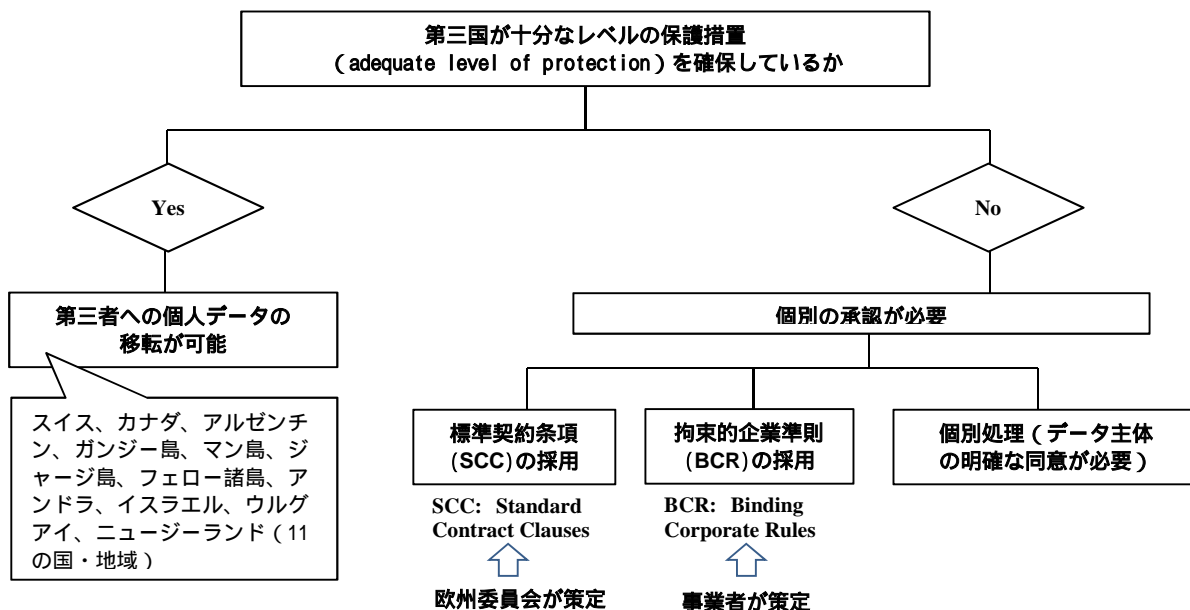 第三国が十分なレベルの保護措置
（adequate level of protection）を確保しているか
Yes
No
第三者への個人データの
移転が可能
個別の承認が必要
スイス、カナダ、アルゼンチ
ン、ガンジー島、マン島、ジ
ャージ島、フェロー諸島、ア
ンドラ、イスラエル、ウルグ
アイ、ニュージーランド（11
の国・地域）
標準契約条項
(SCC)の採用
拘束的企業準則
(BCR)の採用
個別処理（データ主体
の明確な同意が必要）
SCC: Standard
Contract Clauses
BCR: Binding
Corporate Rules
欧州委員会が策定
事業者が策定